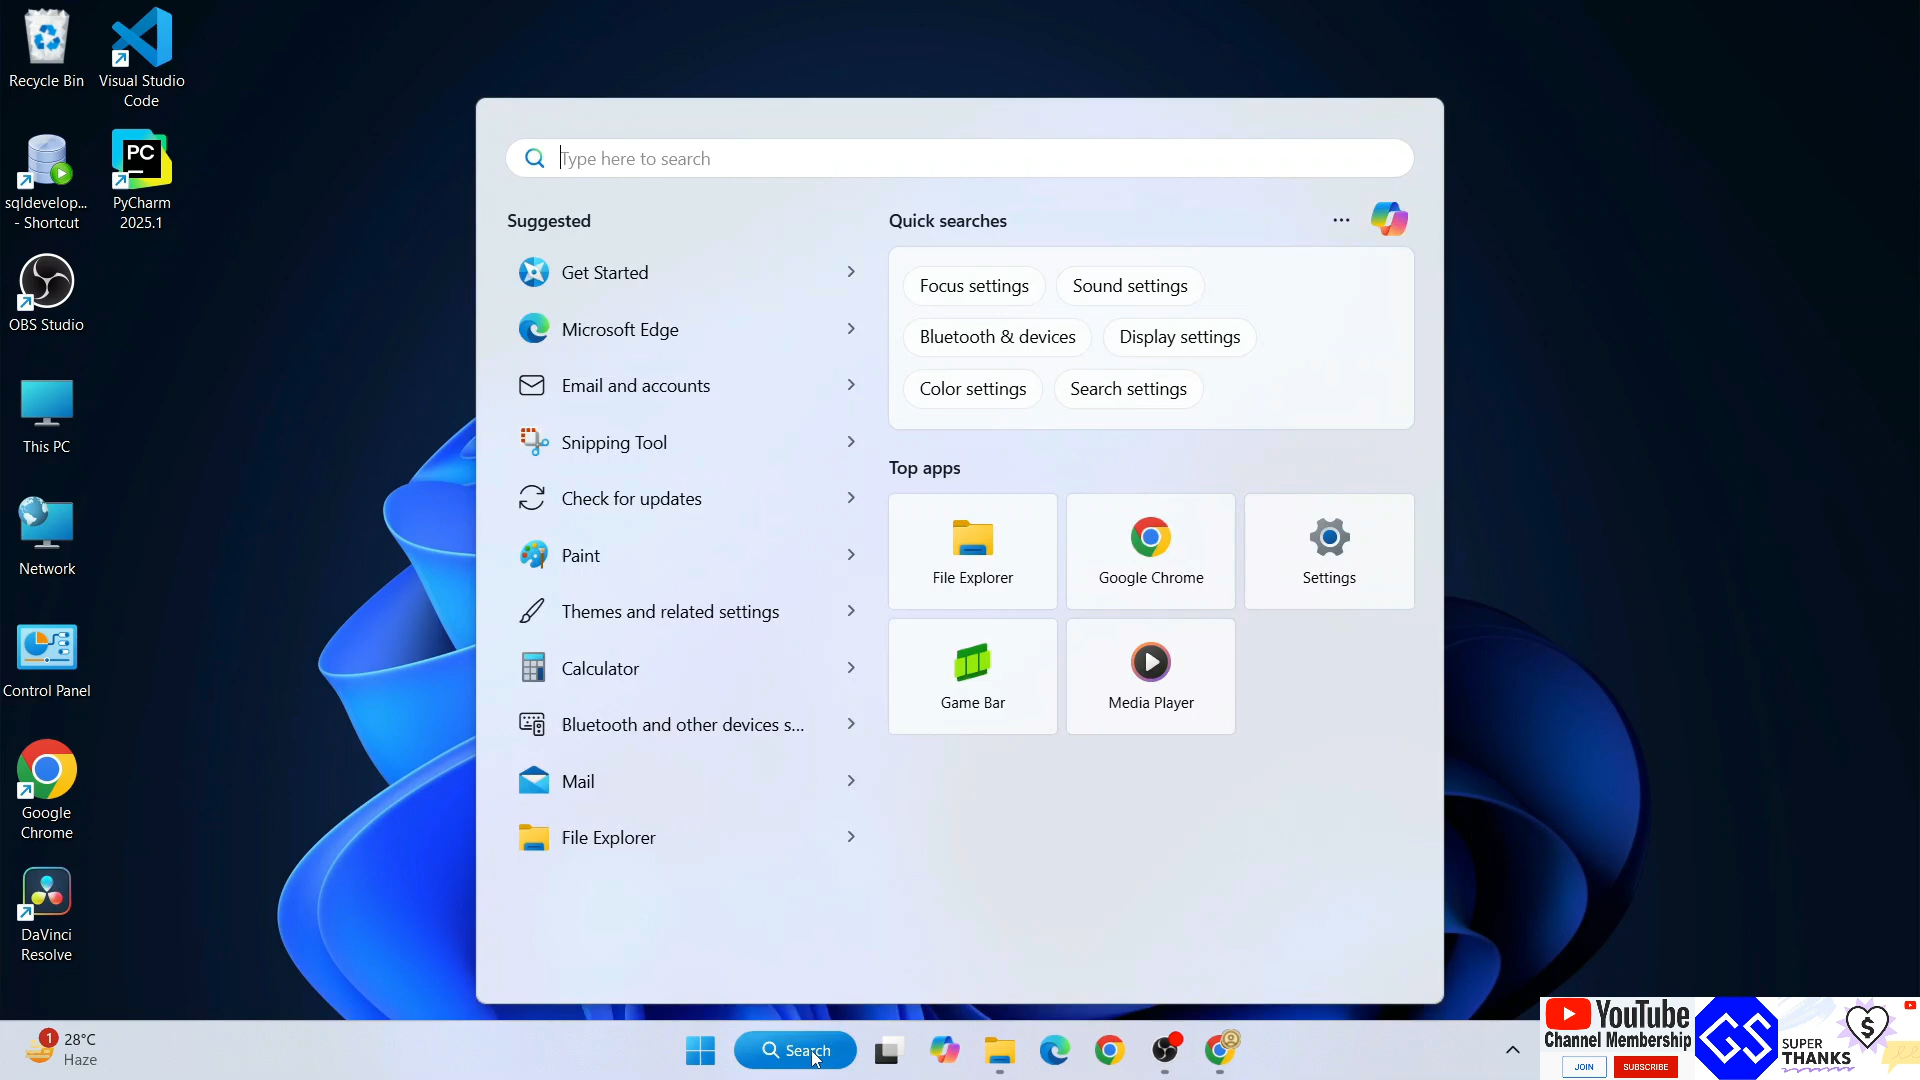 Recycle Bin
Visual Studio
Code
sqldevelop...
- Shortcut
PC
PyCharm
2025.1
OBS Studio
This PC
Network
Control Panel
Google
Chrome
DaVinci
Resolve
Type here to search
Suggested
Get Started
Microsoft Edge
Email and accounts
Snipping Tool
Check for updates
Paint
Themes and related settings
Calculator
Bluetooth and other devices s...
Mail
File Explorer
Quick searches
Focus settings
Sound settings
Bluetooth & devices
Display settings
Color settings
Search settings
Top apps
File Explorer
Google Chrome
Settings
Game Bar
Media Player
1
28°C
Haze
Search
YouTube
Channel Membership
JOIN
SUBSCRIBE
GS
SUPER
THANKS
$